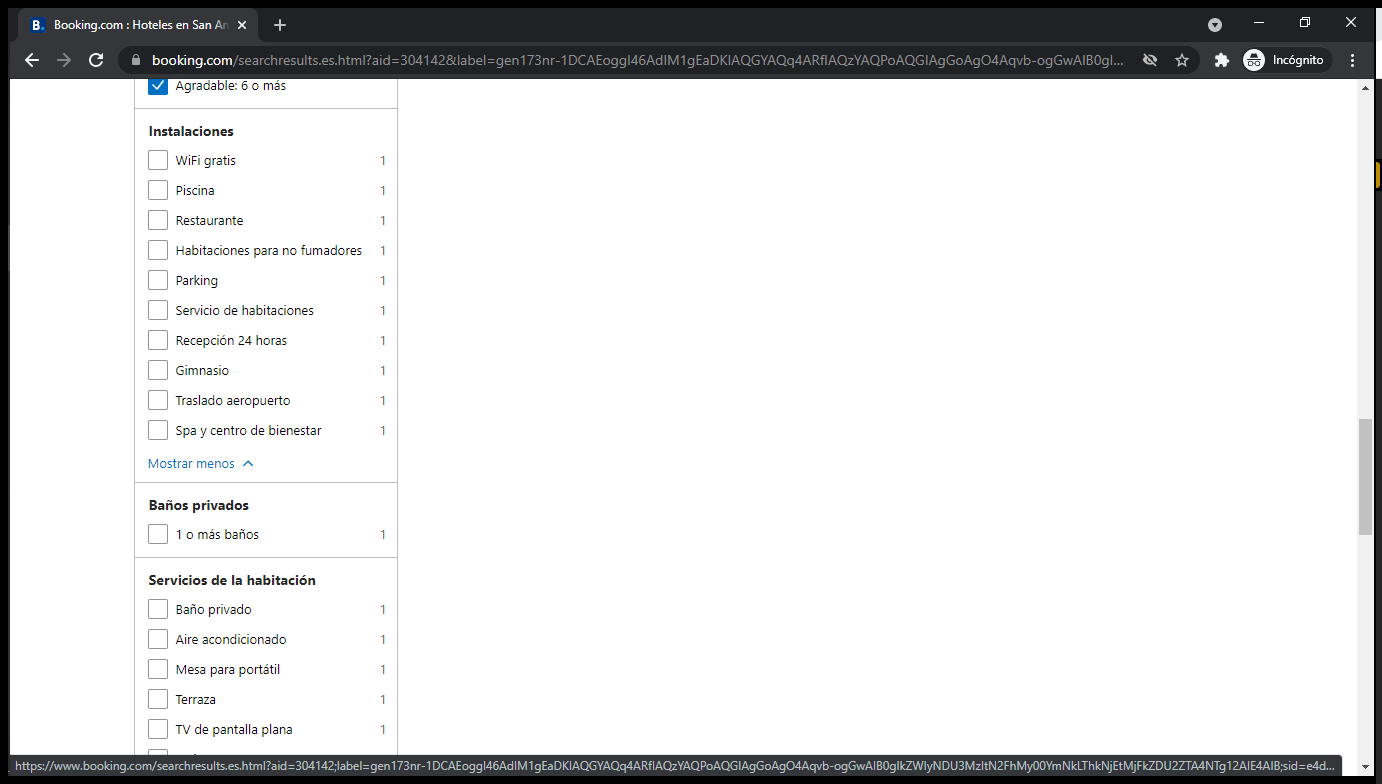 Booking.com : Hoteles en San An
booking.com/searchresults.es.html?aid=304142&label=gen173nr-1DCAEoggI46AdIM1gEaDKIAQGYAQq4ARfIAQzYAQPoAQGIAgGoAgO4Aqvb-ogGwAIB0gI...
Incógnito
Agradable: 6 o más
Instalaciones
WiFi gratis 1
Piscina 1
Restaurante 1
Habitaciones para no fumadores 1
Parking 1
Servicio de habitaciones 1
Recepción 24 horas 1
Gimnasio 1
Traslado aeropuerto 1
Spa y centro de bienestar 1
Mostrar menos
Baños privados
1 o más baños 1
Servicios de la habitación
Baño privado 1
Aire acondicionado 1
Mesa para portátil 1
Terraza 1
TV de pantalla plana 1
https://www.booking.com/searchresults.es.html?aid=304142;label=gen173nr-1DCAEoggI46AdIM1gEaDKIAQGYAQq4ARfIAQzYAQPoAQGIAgGoAgO4Aqvb-ogGwAIB0gIkZWIyNDU3MzItN2FhMy00YmNkLThkNjEtMjFkZDU2ZTA4NTg12AIE4AIB;sid=e4d...